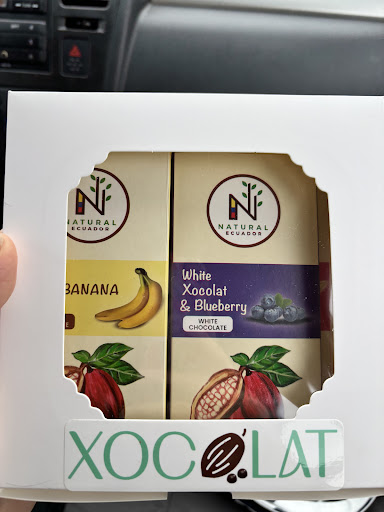 NATURAL
ECUADOR
BANANA
NATURAL
ECUADOR
White
Xocolat
& Blueberry
WHITE
CHOCOLATE
XOCOLAT